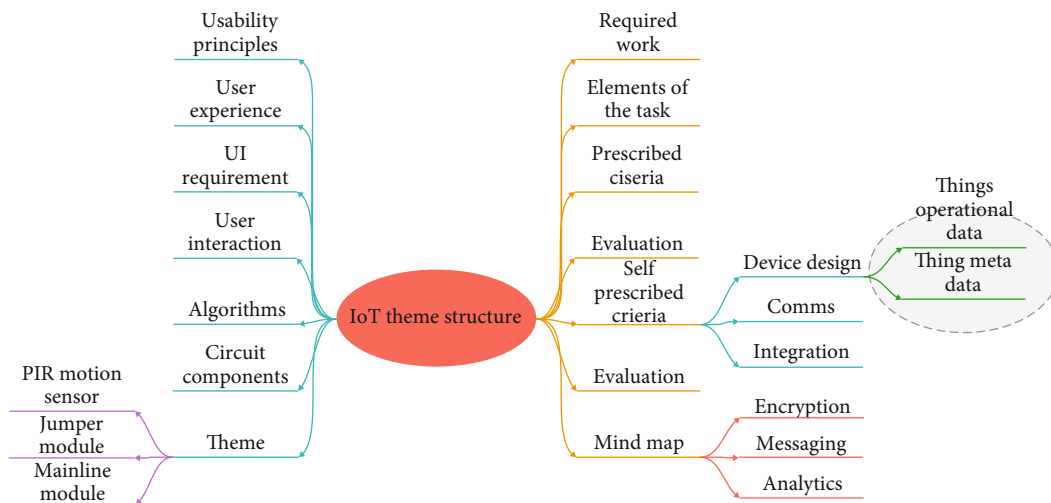 Usability
principles
User
experience
UI
requirement
User
interaction
Algorithms
Circuit
components
Theme
PIR motion
sensor
Jumper
module
Mainline
module
IoT theme structure
Required
work
Elements of
the task
Prescribed
ciseria
Evaluation
Self
prescribed
crieria
Evaluation
Mind map
Device design
Comms
Integration
Things
operational
data
Thing meta
data
Encryption
Messaging
Analytics